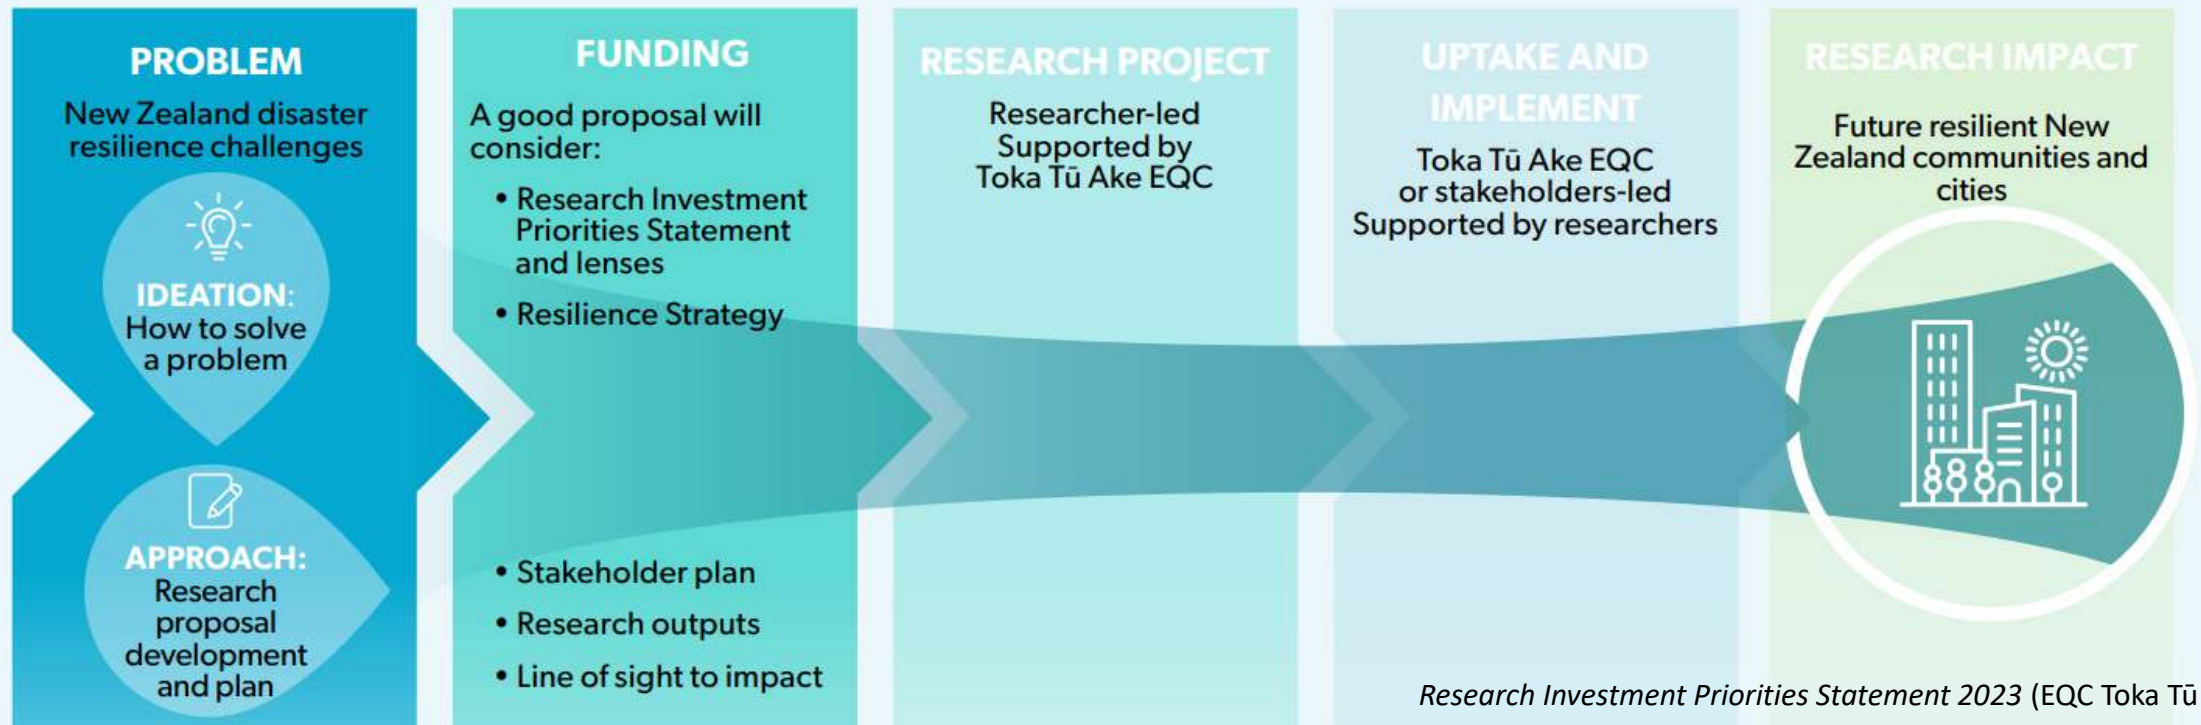 PROBLEM
New Zealand disaster
resilience challenges
IDEATION:
How to solve
a problem
APPROACH:
Research
proposal
development
and plan
FUNDING
A good proposal will
consider:
• Research Investment
Priorities Statement
and lenses
• Resilience Strategy
• Stakeholder plan
• Research outputs
• Line of sight to impact
RESEARCH PROJECT
Researcher-led
Supported by
Toka Tū Ake EQC
UPTAKE AND
IMPLEMENT
Toka Tū Ake EQC
or stakeholders-led
Supported by researchers
RESEARCH IMPACT
Future resilient New
Zealand communities and
cities
Research Investment Priorities Statement 2023 (EQC Toka Tū